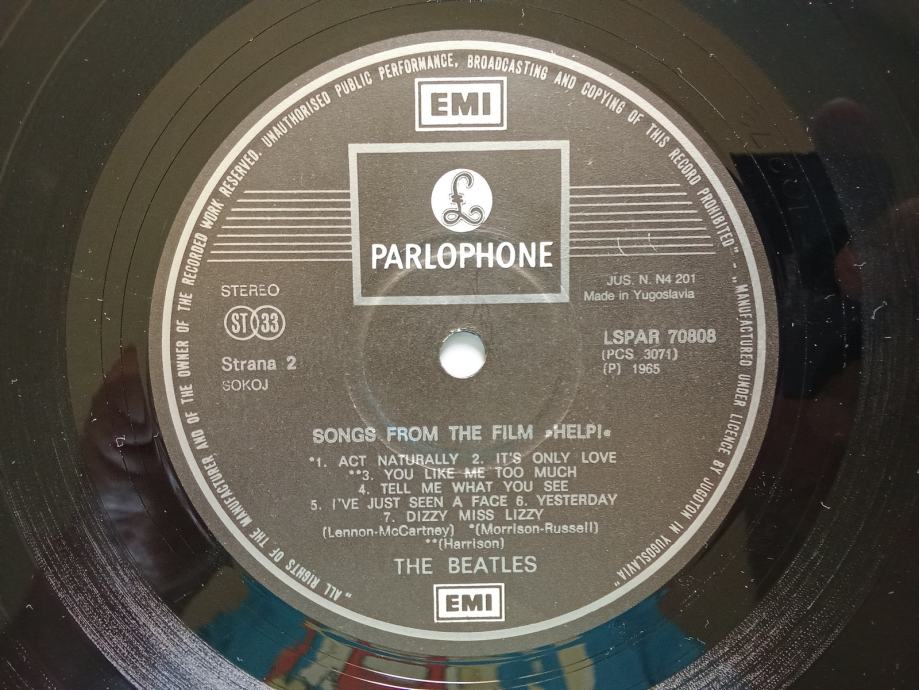 "ALL RIGHTS OF THE MANUFACTURER AND OF THE OWNER OF THE RECORDED WORK RESERVED. UNAUTHORISED PUBLIC PERFORMANCE, BROADCASTING AND COPYING OF THIS RECORD PROHIBITED" - "MANUFACTURED UNDER LICENCE BY JUGOTON IN YUGOSLAVIA"
EMI
£
PARLOPHONE
STEREO
ST 33
Strana 2
SOKOJ
JUS. N. N4 201
Made in Yugoslavia
LSPAR 70808
(PCS 3071)
(P) 1965
SONGS FROM THE FILM »HELP!«
*1. ACT NATURALLY 2. IT'S ONLY LOVE
**3. YOU LIKE ME TOO MUCH
4. TELL ME WHAT YOU SEE
5. I'VE JUST SEEN A FACE 6. YESTERDAY
7. DIZZY MISS LIZZY
(Lennon-McCartney) *(Morrison-Russell)
**(Harrison)
THE BEATLES
EMI